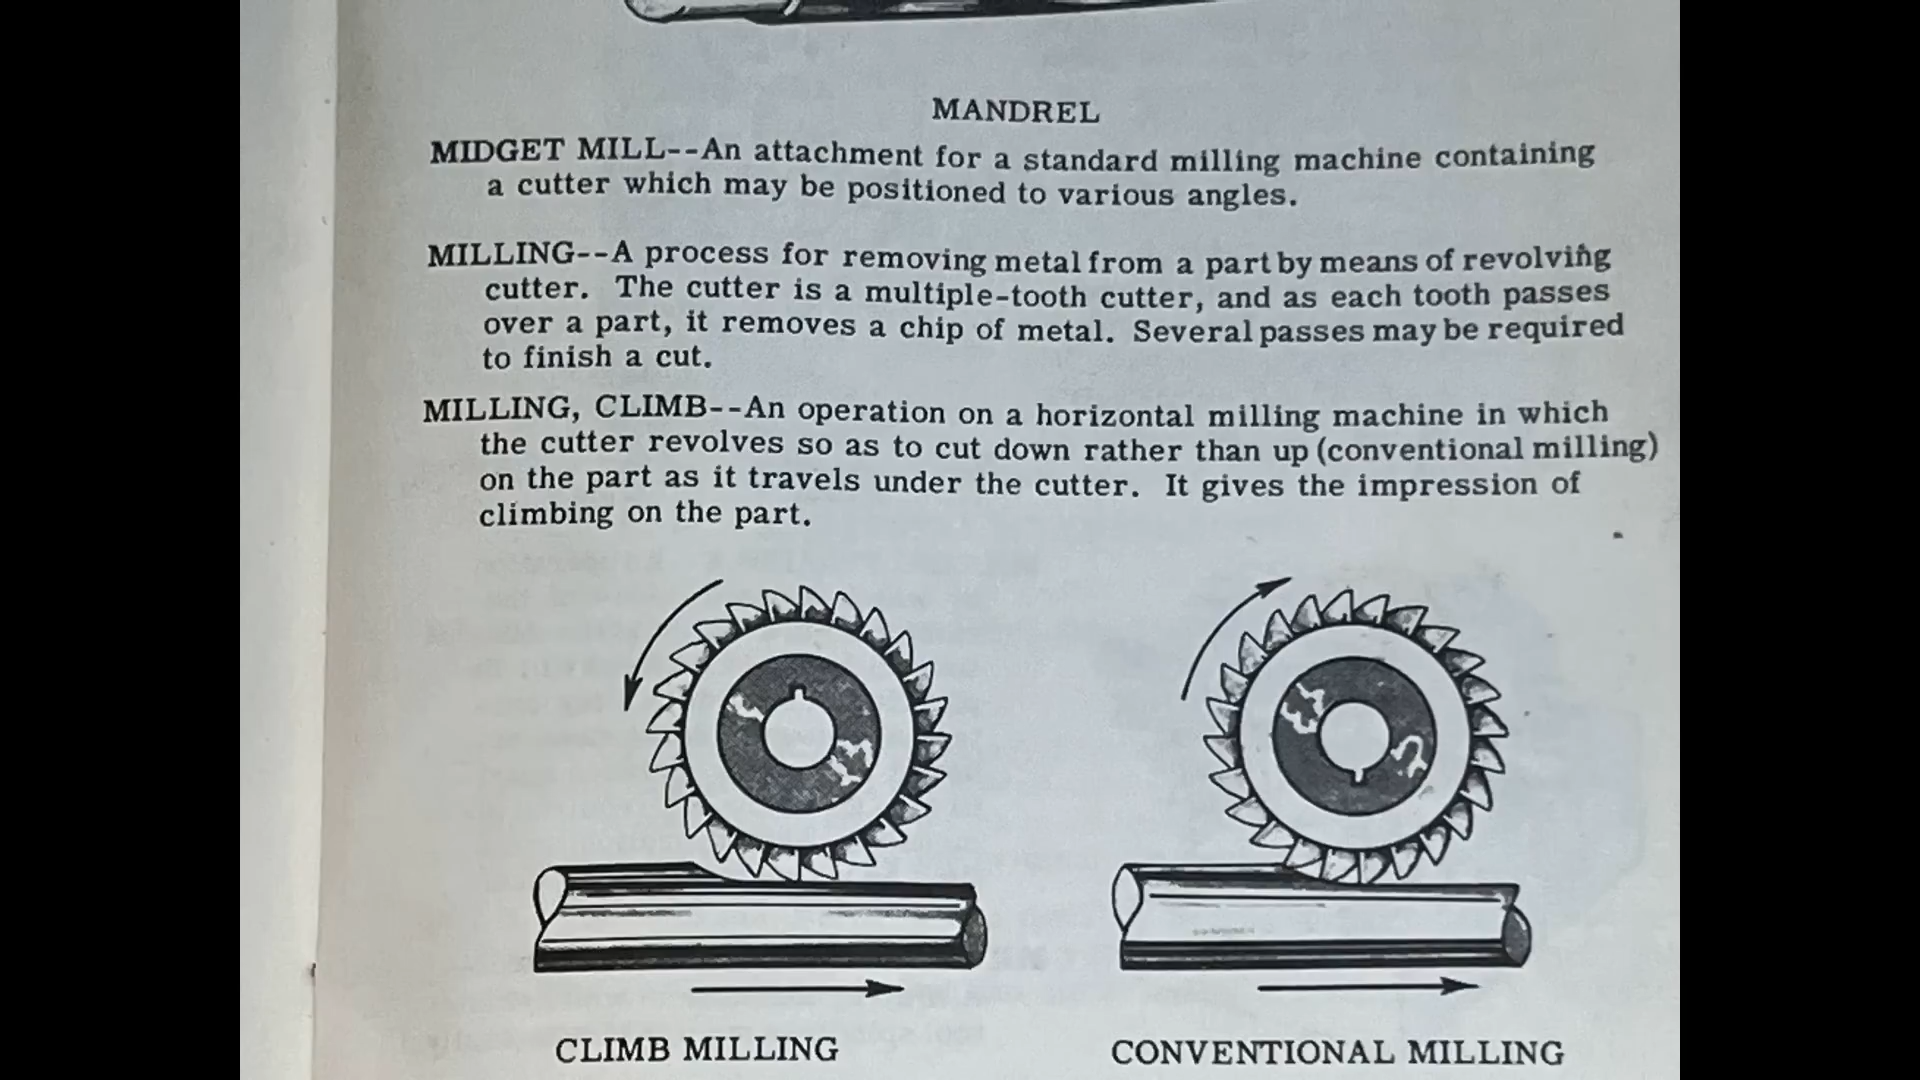 MANDREL
MIDGET MILL--An attachment for a standard milling machine containing
a cutter which may be positioned to various angles.
MILLING--A process for removing metal from a part by means of revolving
cutter. The cutter is a multiple-tooth cutter, and as each tooth passes
over a part, it removes a chip of metal. Several passes may be required
to finish a cut.
MILLING, CLIMB--An operation on a horizontal milling machine in which
the cutter revolves so as to cut down rather than up (conventional milling)
on the part as it travels under the cutter. It gives the impression of
climbing on the part.
CLIMB MILLING
CONVENTIONAL MILLING